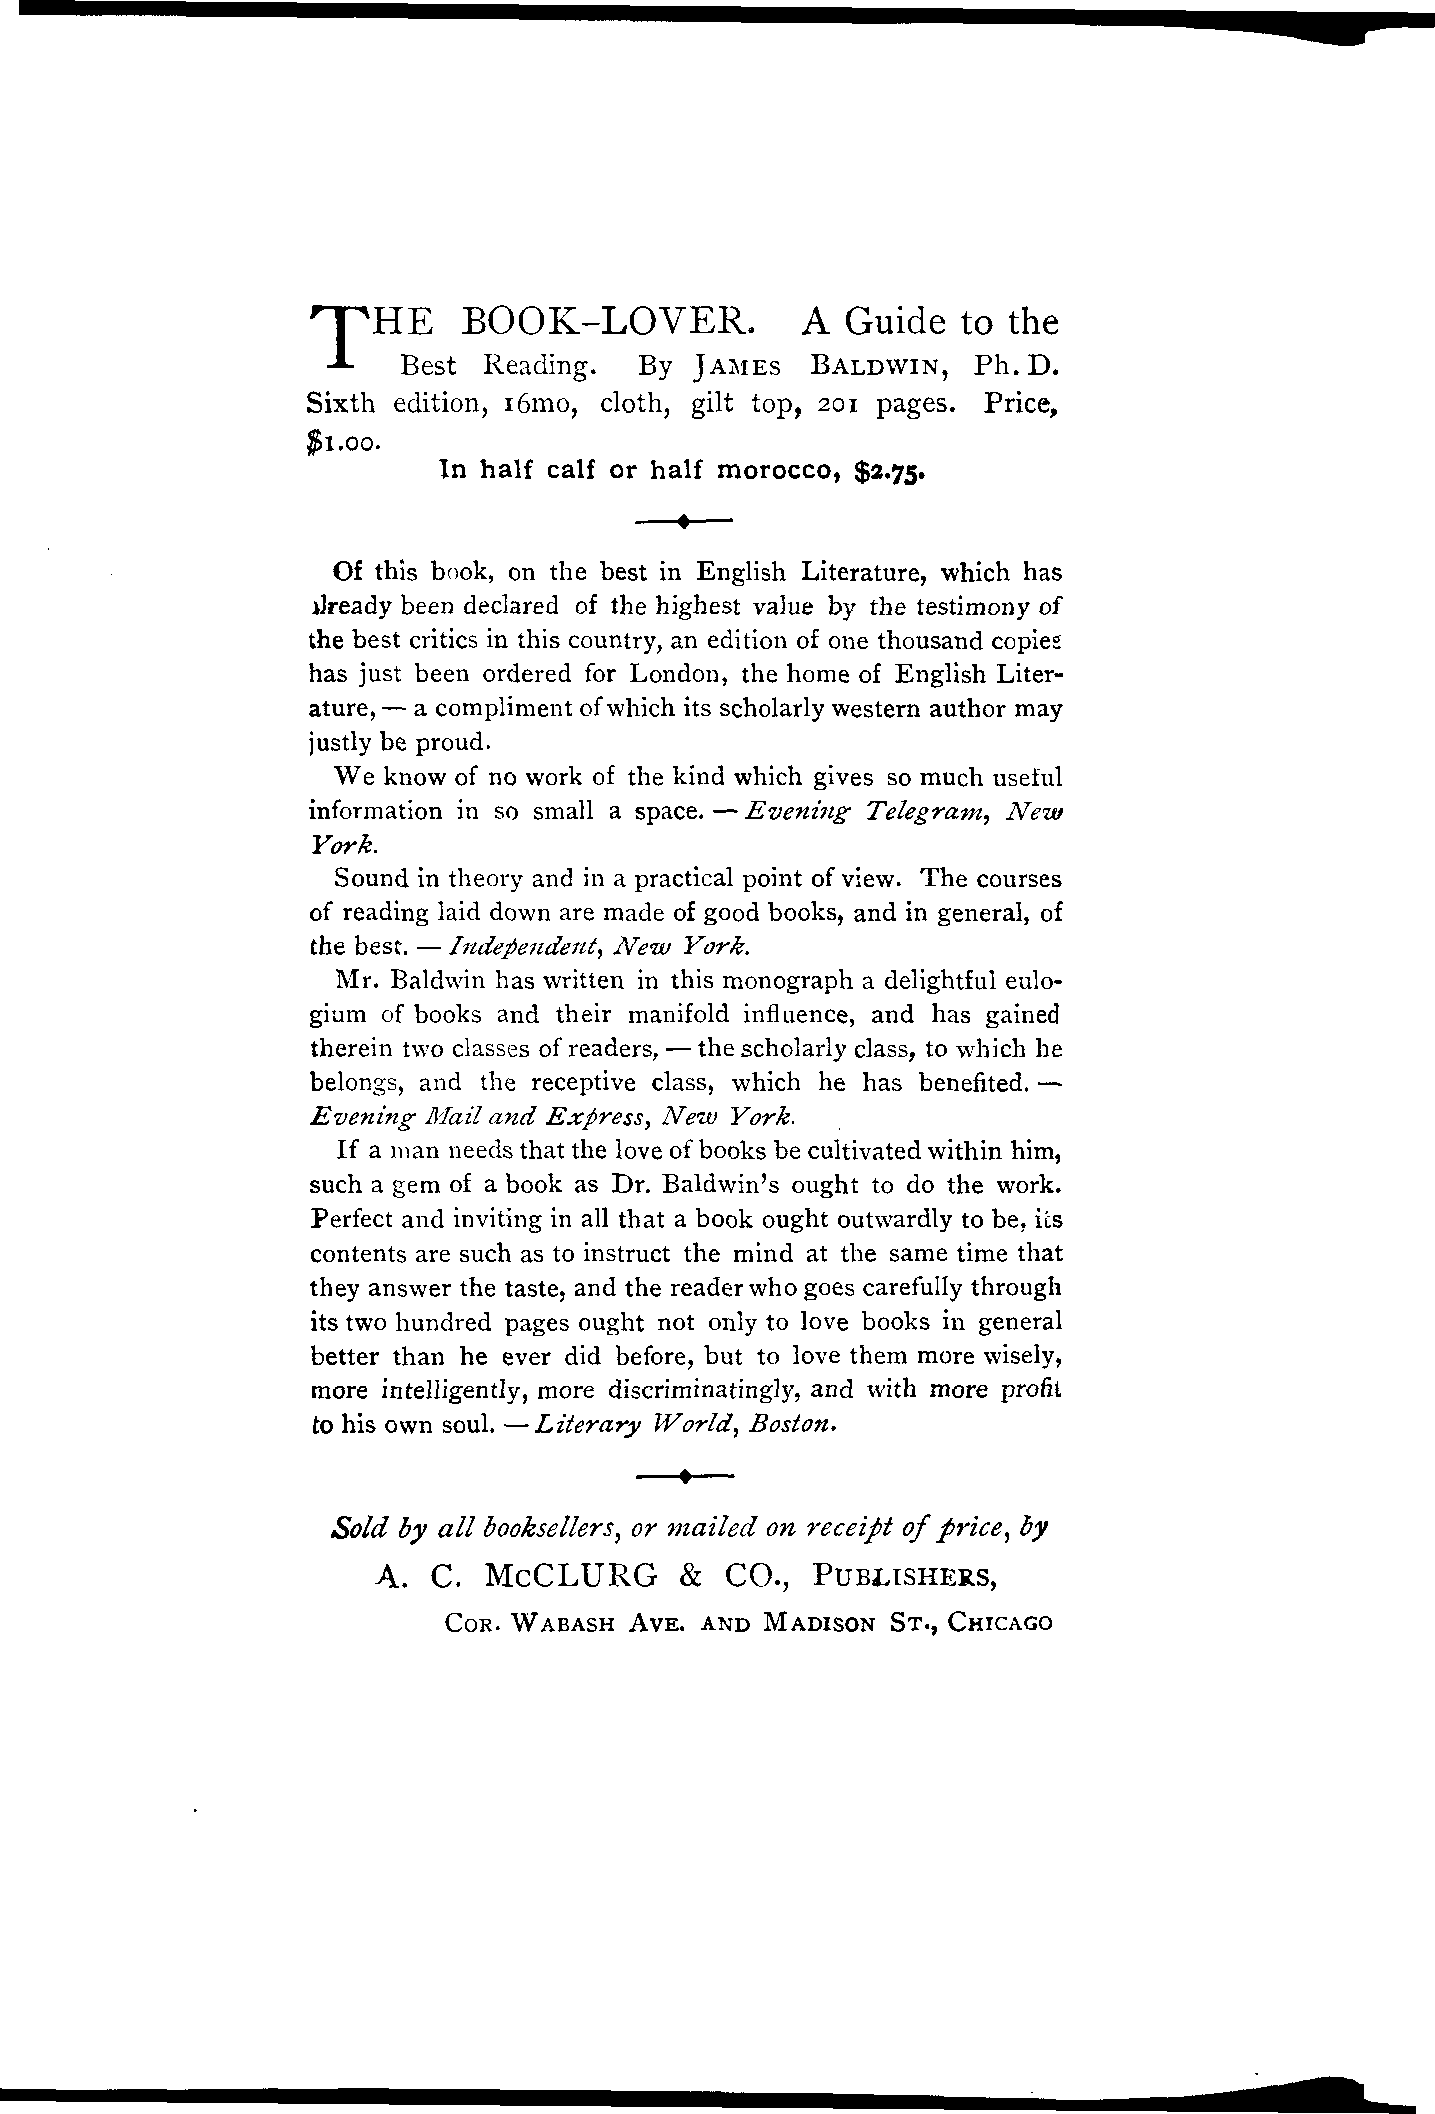 THE BOOK-LOVER. A Guide to the
Best Reading. By JAMES BALDWIN, Ph. D.
Sixth edition, 16mo, cloth, gilt top, 201 pages. Price,
$1.00.
In half calf or half morocco, $2.75.
Of this book, on the best in English Literature, which has
already been declared of the highest value by the testimony of
the best critics in this country, an edition of one thousand copies
has just been ordered for London, the home of English Liter-
ature, — a compliment of which its scholarly western author may
justly be proud.
We know of no work of the kind which gives so much useful
information in so small a space. — Evening Telegram, New
York.
Sound in theory and in a practical point of view. The courses
of reading laid down are made of good books, and in general, of
the best. — Independent, New York.
Mr. Baldwin has written in this monograph a delightful eulo-
gium of books and their manifold influence, and has gained
therein two classes of readers, — the scholarly class, to which he
belongs, and the receptive class, which he has benefited. —
Evening Mail and Express, New York.
If a man needs that the love of books be cultivated within him,
such a gem of a book as Dr. Baldwin's ought to do the work.
Perfect and inviting in all that a book ought outwardly to be, its
contents are such as to instruct the mind at the same time that
they answer the taste, and the reader who goes carefully through
its two hundred pages ought not only to love books in general
better than he ever did before, but to love them more wisely,
more intelligently, more discriminatingly, and with more profit
to his own soul. — Literary World, Boston.
Sold by all booksellers, or mailed on receipt of price, by
A. C. McCLURG & CO., PUBLISHERS,
COR. WABASH AVE. AND MADISON ST., CHICAGO